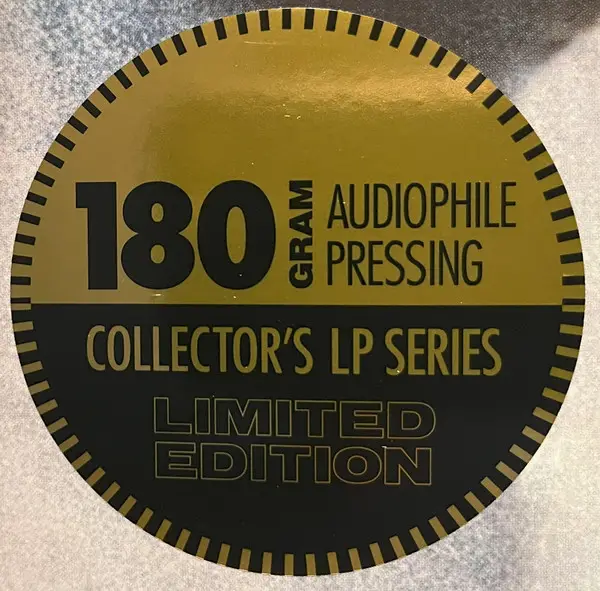 180 GRAM AUDIOPHILE
PRESSING
COLLECTOR'S LP SERIES
LIMITED
EDITION